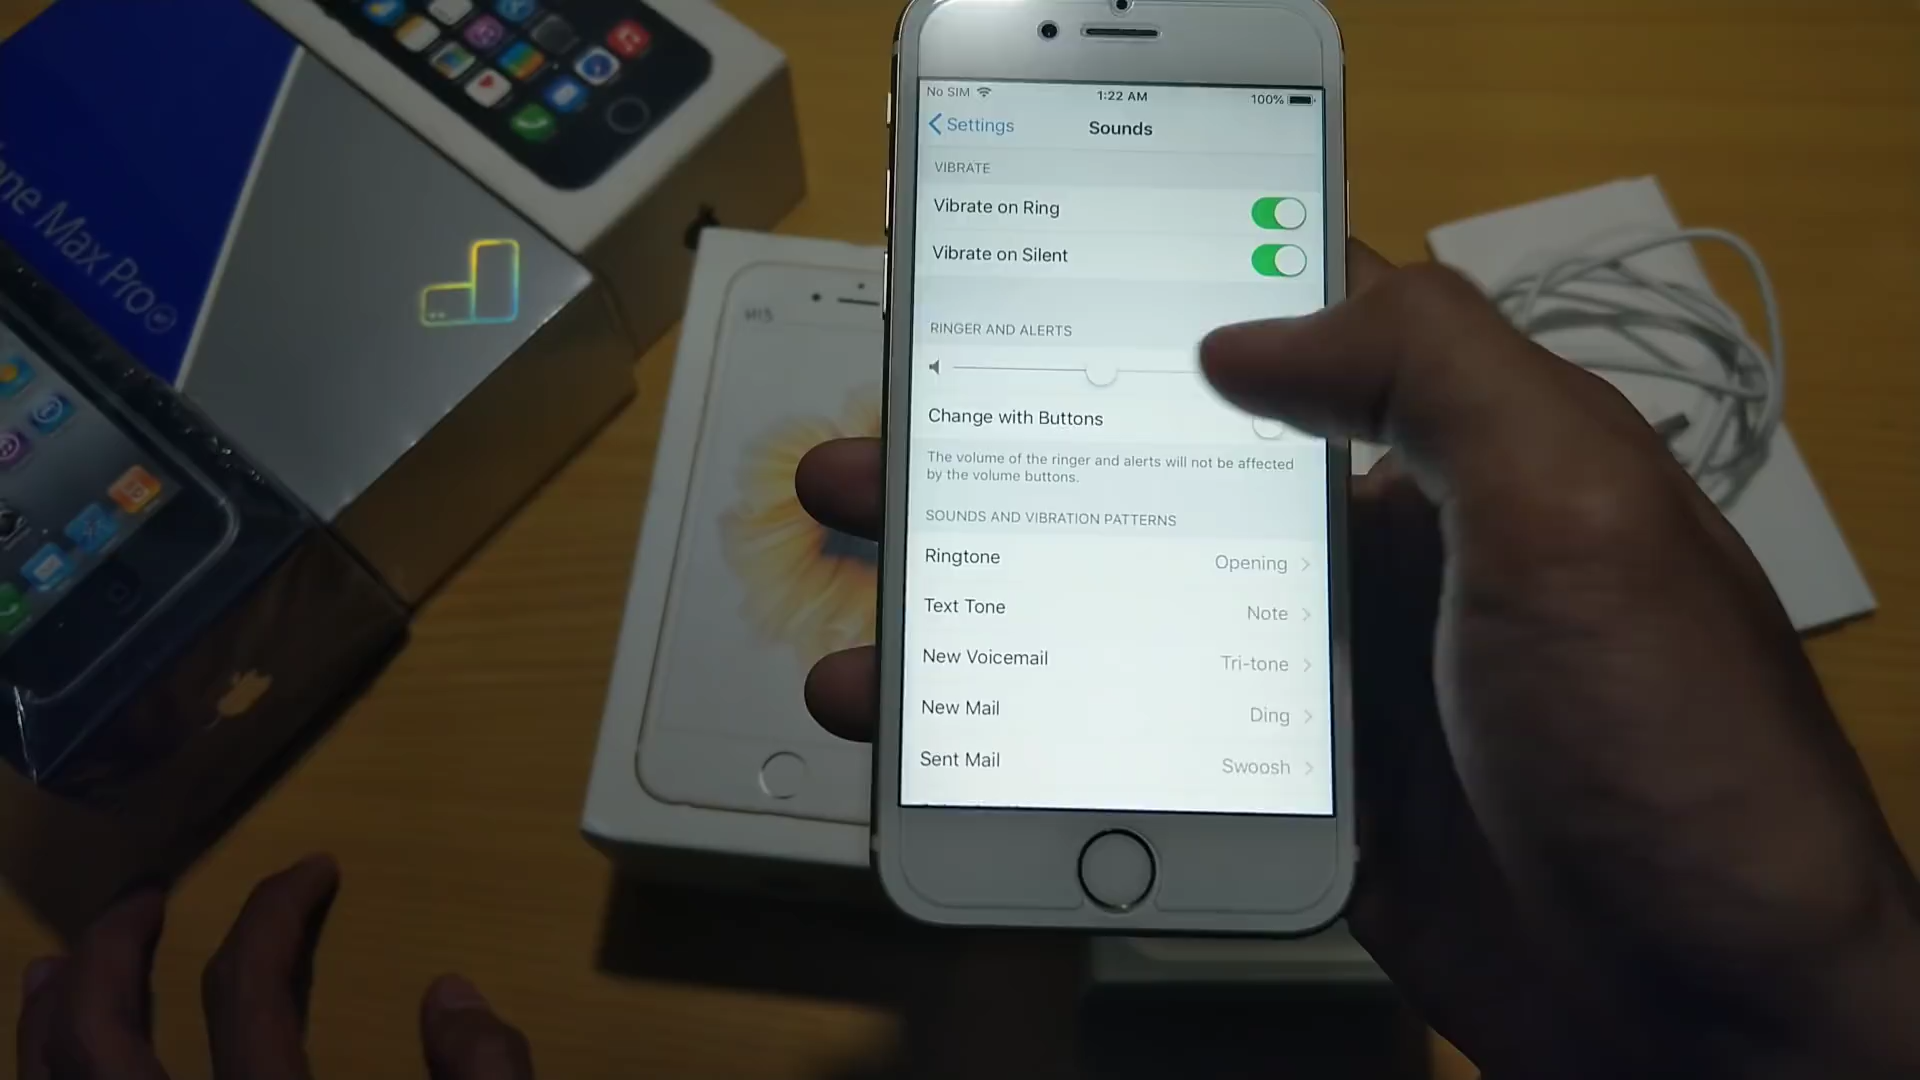 No SIM
1:22 AM
100%
Settings
Sounds
VIBRATE
Vibrate on Ring
Vibrate on Silent
RINGER AND ALERTS
Change with Buttons
The volume of the ringer and alerts will not be affected
by the volume buttons.
SOUNDS AND VIBRATION PATTERNS
Ringtone
Opening
Text Tone
Note
New Voicemail
Tri-tone
New Mail
Ding
Sent Mail
Swoosh
Max Pro